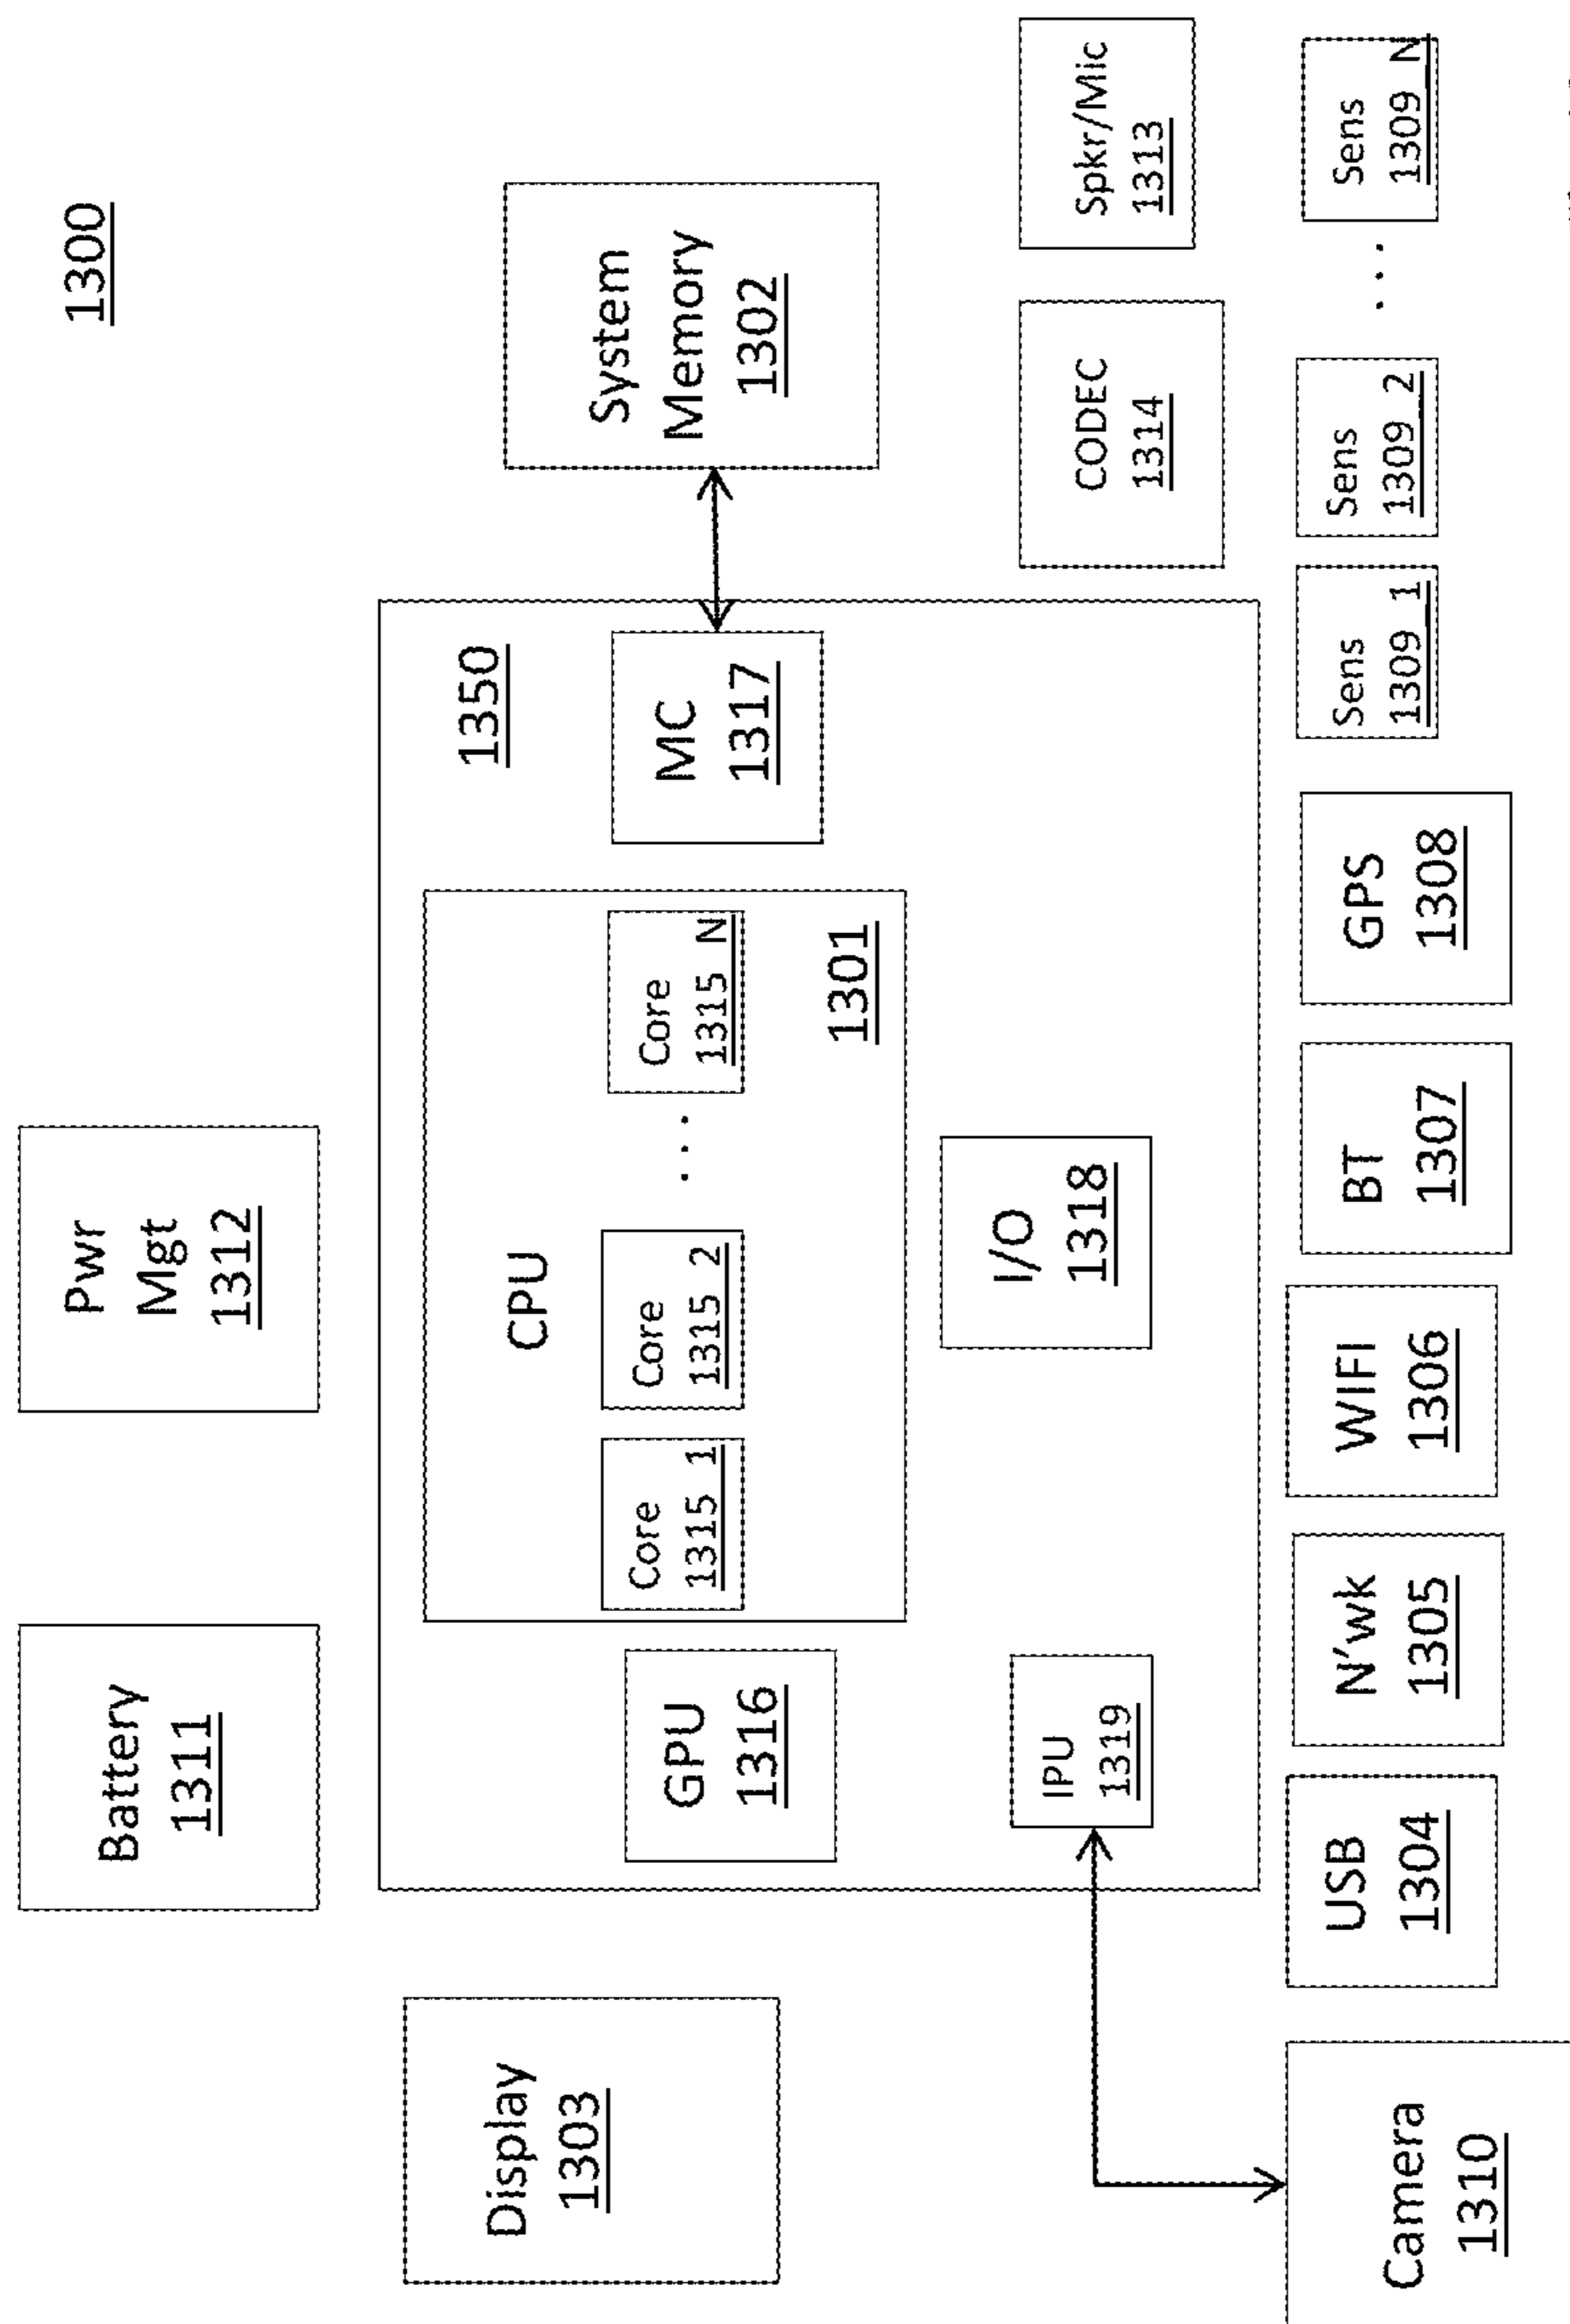 1300
Battery
1311
Pwr
Mgt
1312
Display
1303
1350
CPU
Core
1315_1
Core
1315_2
. . .
Core
1315_N
1301
GPU
1316
MC
1317
System
Memory
1302
IPU
1319
I/O
1318
CODEC
1314
Spkr/Mic
1313
Camera
1310
USB
1304
N'wk
1305
WIFI
1306
BT
1307
GPS
1308
Sens
1309_1
Sens
1309_2
. . .
Sens
1309_N